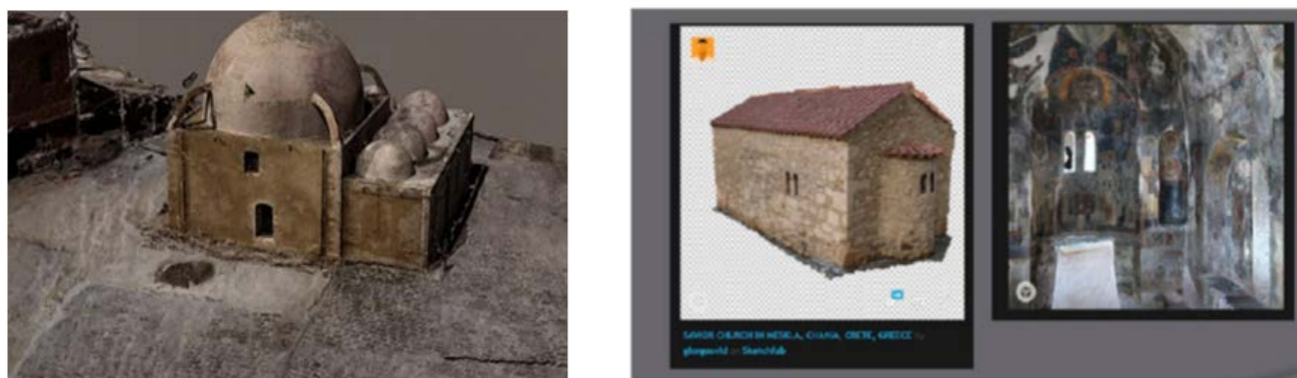 SAVIOR CHURCH IN MESKLA, CHANIA, CRETE, GREECE by
on Sketchfab